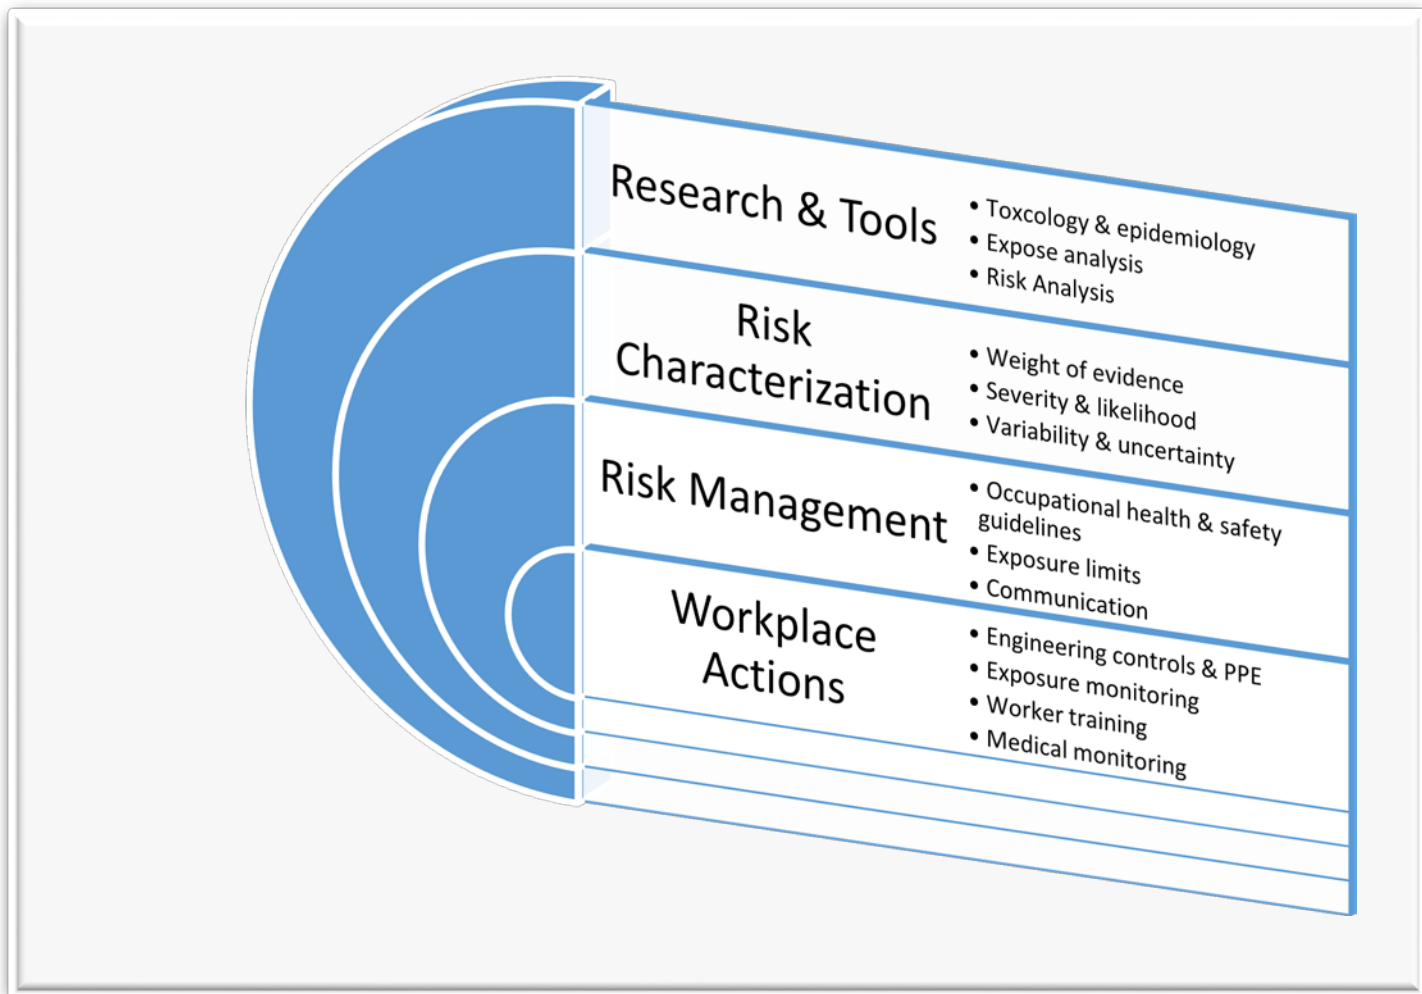 Research & Tools
• Toxcology & epidemiology
• Expose analysis
• Risk Analysis
Risk
Characterization
• Weight of evidence
• Severity & likelihood
• Variability & uncertainty
Risk Management
• Occupational health & safety
guidelines
• Exposure limits
• Communication
Workplace
Actions
• Engineering controls & PPE
• Exposure monitoring
• Worker training
• Medical monitoring